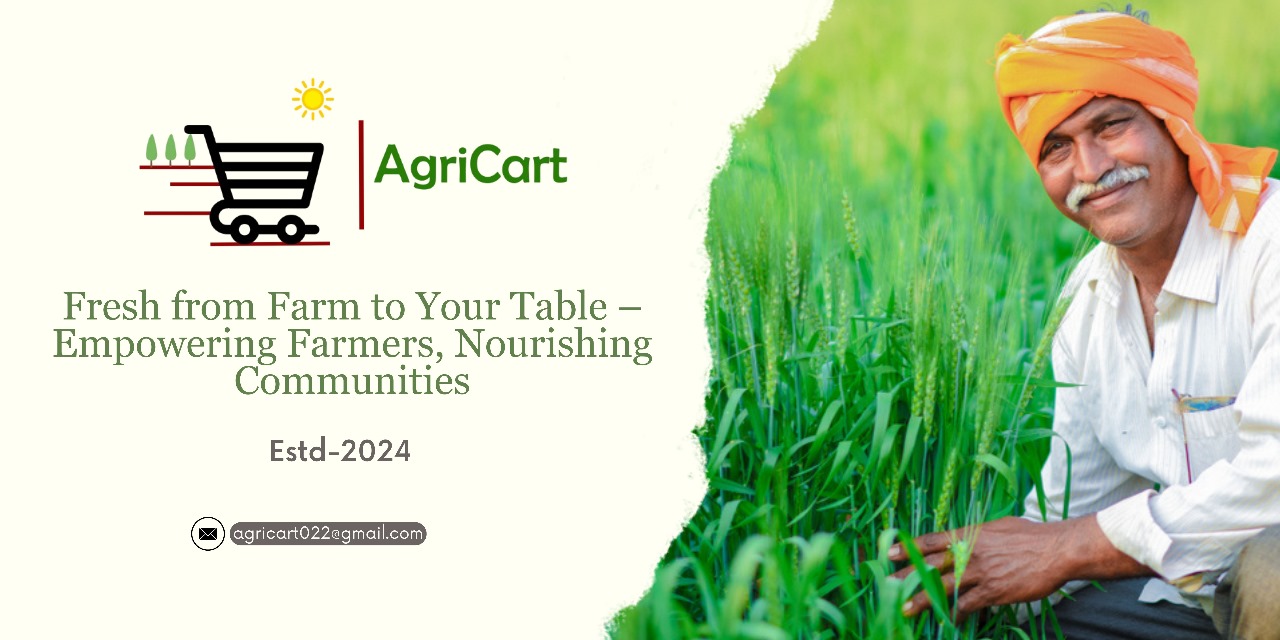 AgriCart
Fresh from Farm to Your Table –
Empowering Farmers, Nourishing
Communities
Estd-2024
agricart022@gmail.com